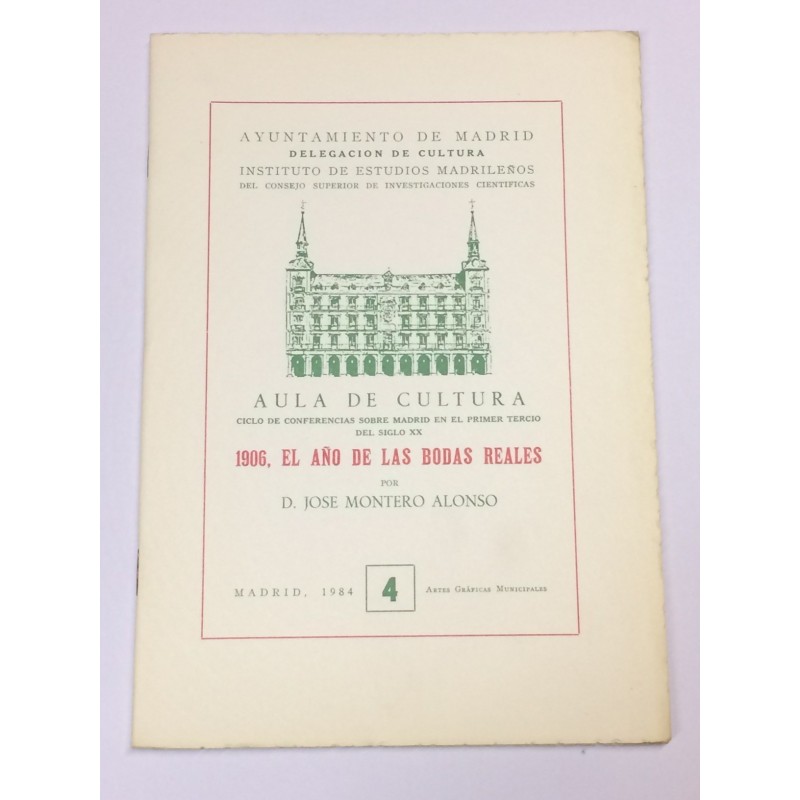 AYUNTAMIENTO DE MADRID
DELEGACION DE CULTURA
INSTITUTO DE ESTUDIOS MADRILEÑOS
DEL CONSEJO SUPERIOR DE INVESTIGACIONES CIENTIFICAS
AULA DE CULTURA
CICLO DE CONFERENCIAS SOBRE MADRID EN EL PRIMER TERCIO
DEL SIGLO XX
1906, EL AÑO DE LAS BODAS REALES
POR
D. JOSE MONTERO ALONSO
MADRID, 1984 4 ARTES GRÁFICAS MUNICIPALES